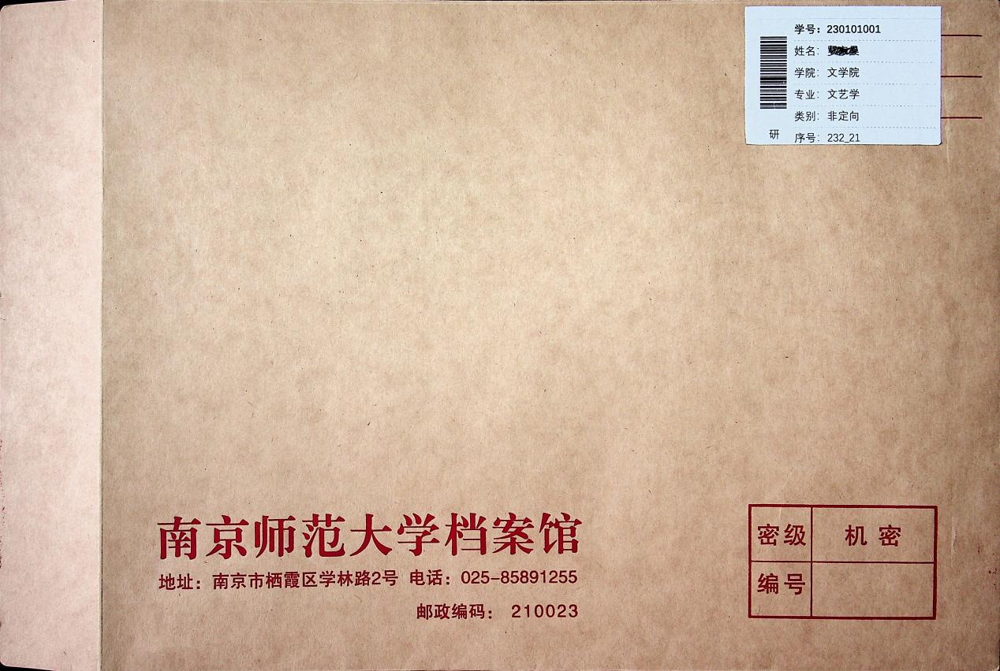 学号：230101001
姓名：
学院：文学院
专业：文艺学
类别：非定向
研 序号：232_21
南京师范大学档案馆
地址：南京市栖霞区学林路2号 电话：025-85891255
邮政编码： 210023
密级 机密
编号